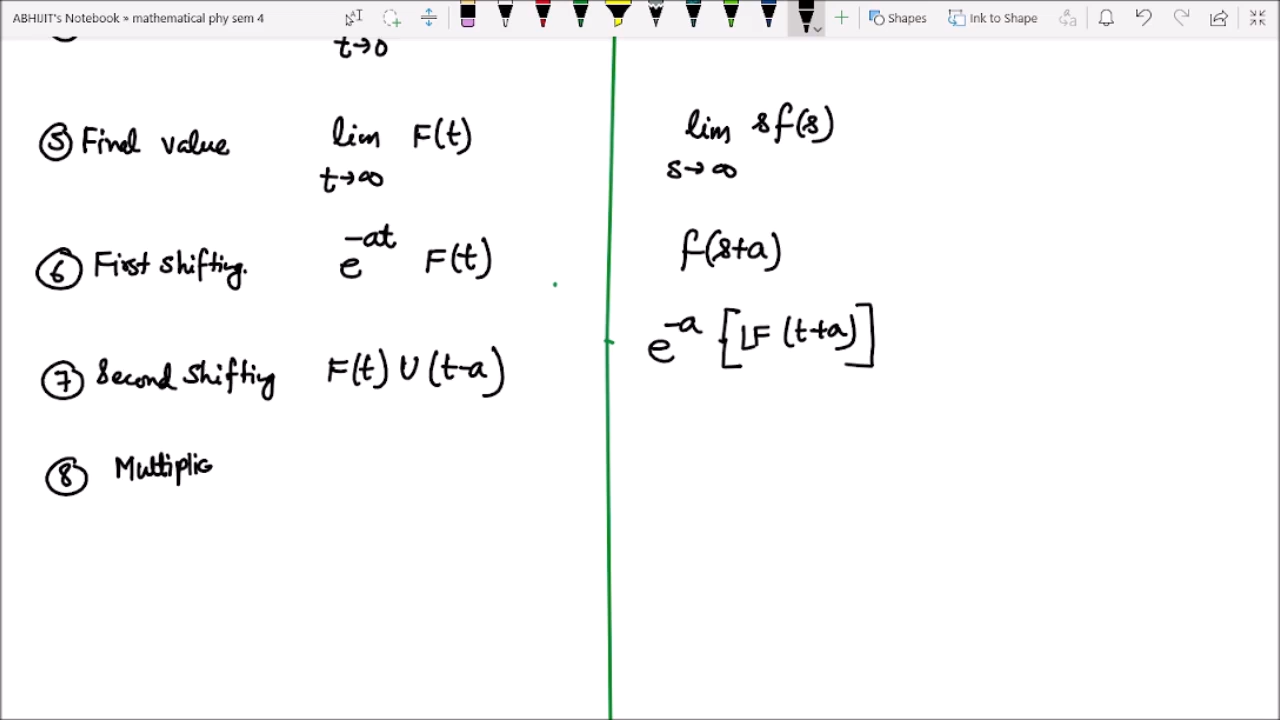 ABHIJIT's Notebook » mathematical phy sem 4
Shapes
Ink to Shape
t→0
⑤ Final value lim F(t) lim sf(s)
t→∞ s→∞
⑥ First shifting. e^-at F(t) f(s+a)
⑦ Second Shifting F(t) U(t-a) e^-a [LF (t+a)]
⑧ Multiplic